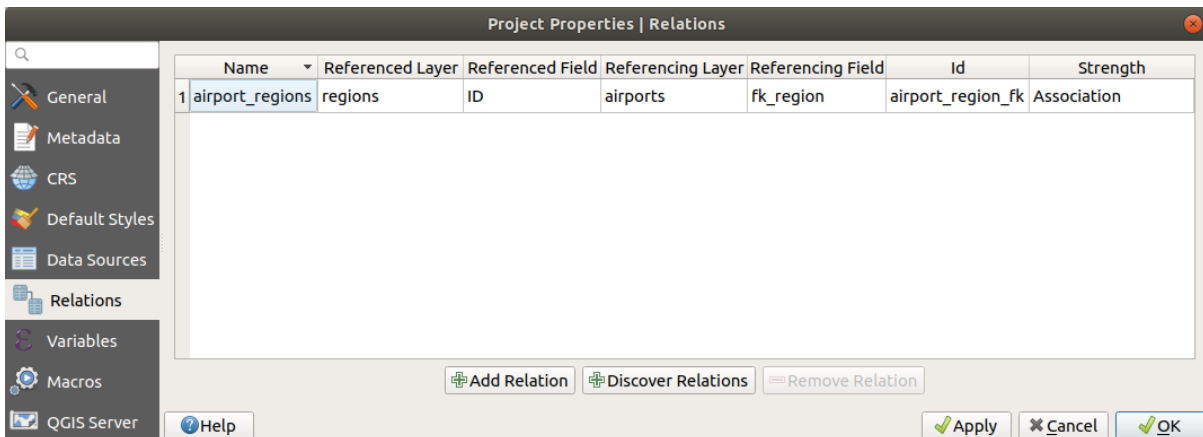 Project Properties | Relations
General
Metadata
CRS
Default Styles
Data Sources
Relations
Variables
Macros
QGIS Server
Name Referenced Layer Referenced Field Referencing Layer Referencing Field Id Strength
1 airport_regions regions ID airports fk_region airport_region_fk Association
Add Relation Discover Relations Remove Relation
Help Apply Cancel OK